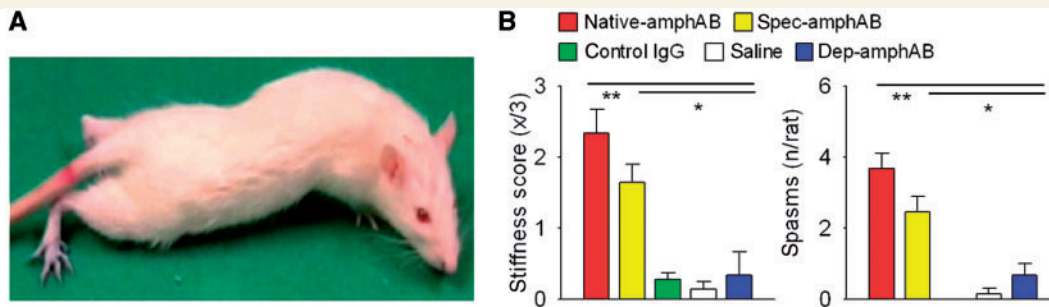 A
B
Native-amphAB Spec-amphAB
Control IgG Saline Dep-amphAB
Stiffness score (x/3)
3
2
1
0
** *
Spasms (n/rat)
6
4
2
0
** *